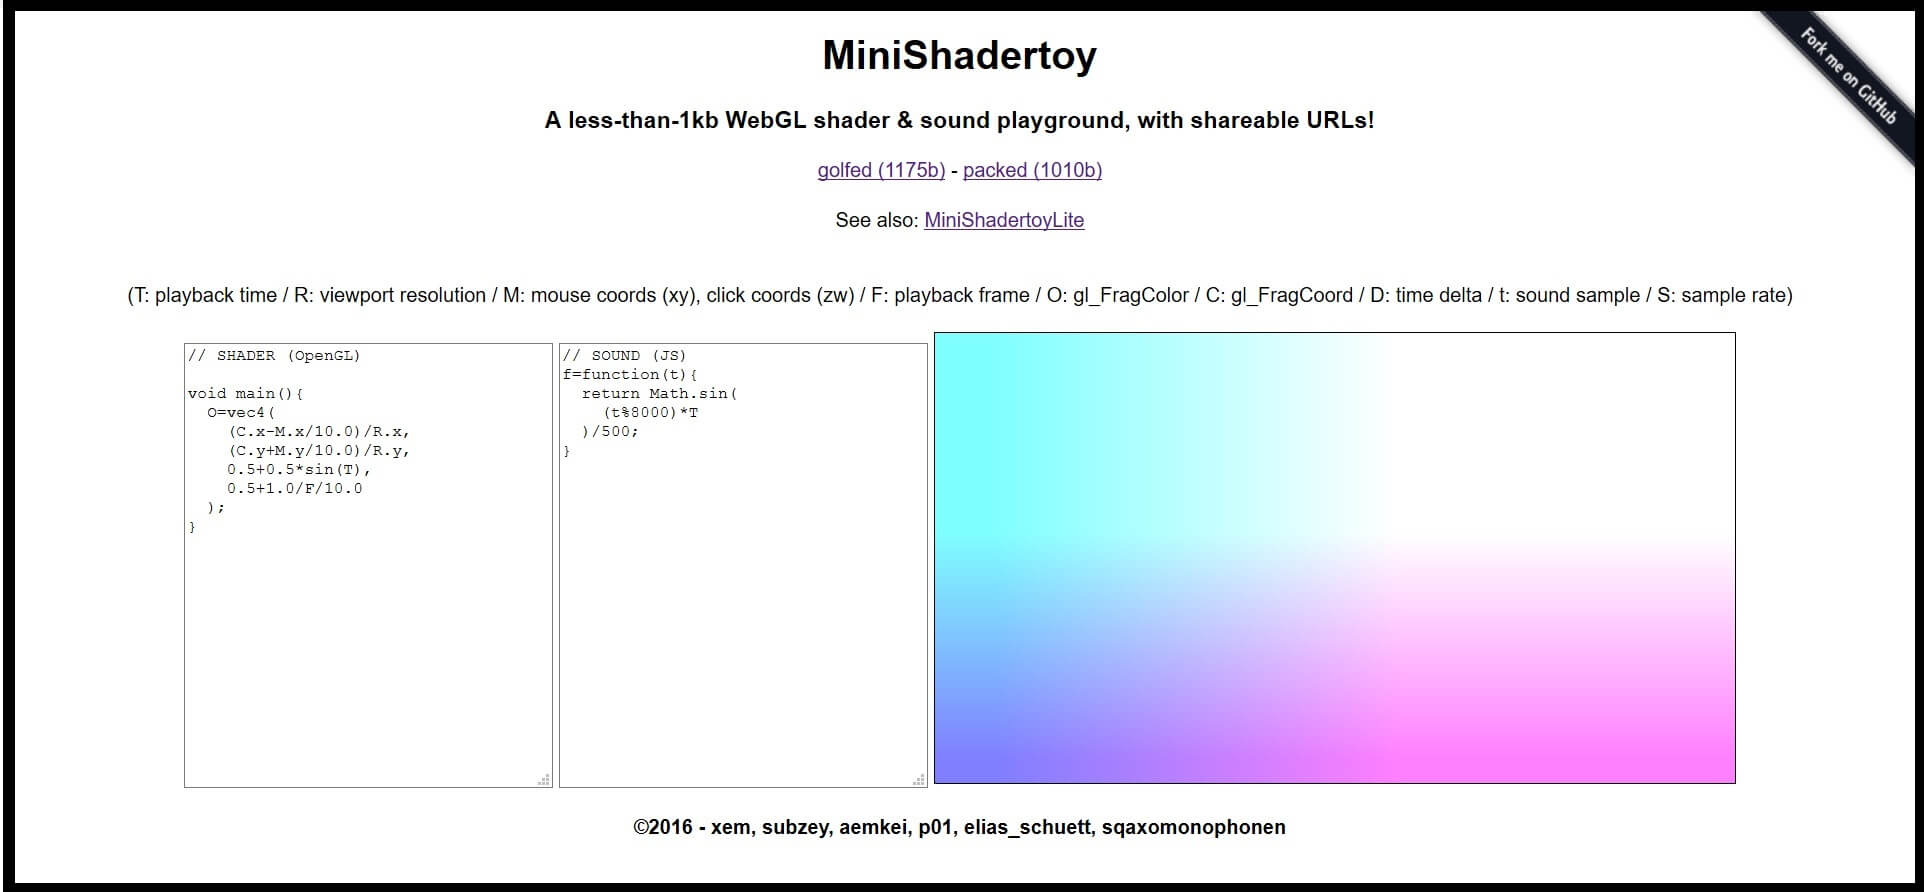 MiniShadertoy
Fork me on GitHub
A less-than-1kb WebGL shader & sound playground, with shareable URLs!
golfed (1175b) - packed (1010b)
See also: MiniShadertoyLite
(T: playback time / R: viewport resolution / M: mouse coords (xy), click coords (zw) / F: playback frame / O: gl_FragColor / C: gl_FragCoord / D: time delta / t: sound sample / S: sample rate)
// SHADER (OpenGL)
void main(){
  O=vec4(
    (C.x-M.x/10.0)/R.x,
    (C.y+M.y/10.0)/R.y,
    0.5+0.5*sin(T),
    0.5+1.0/F/10.0
  );
}
// SOUND (JS)
f=function(t){
  return Math.sin(
    (t%8000)*T
  )/500;
}
©2016 - xem, subzey, aemkei, p01, elias_schuett, sqaxomonophonen